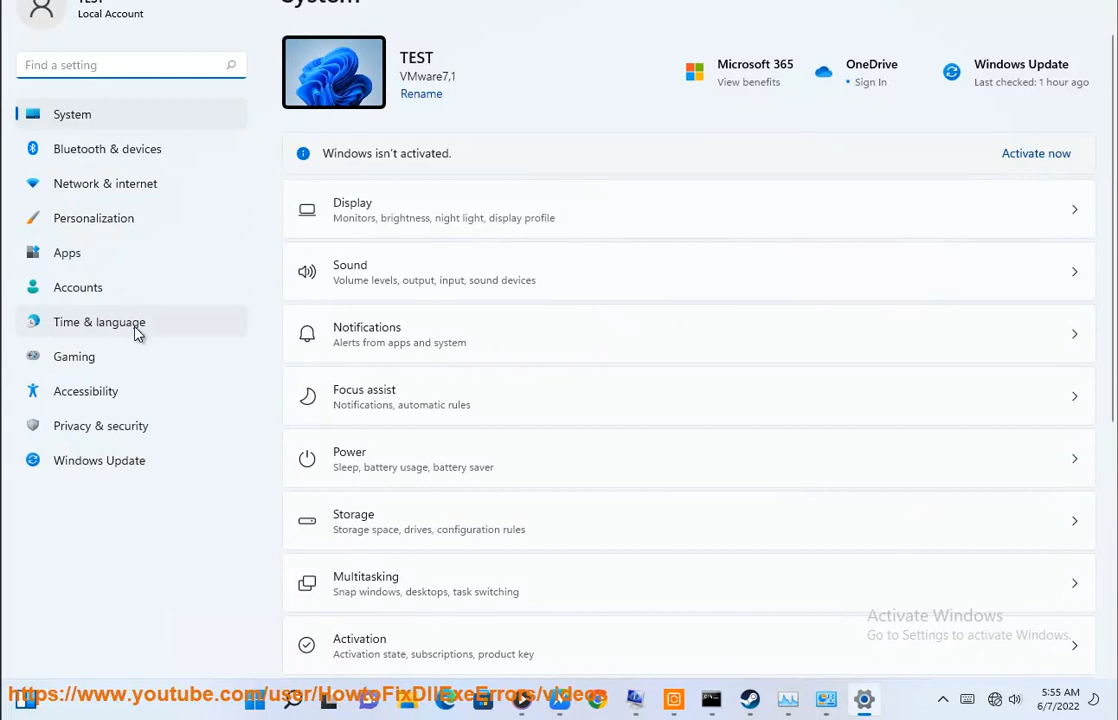 TEST
Local Account
System
Find a setting
System
Bluetooth & devices
Network & internet
Personalization
Apps
Accounts
Time & language
Gaming
Accessibility
Privacy & security
Windows Update
TEST
VMware7,1
Rename
Microsoft 365
View benefits
OneDrive
• Sign In
Windows Update
Last checked: 1 hour ago
Windows isn't activated.
Activate now
Display
Monitors, brightness, night light, display profile
Sound
Volume levels, output, input, sound devices
Notifications
Alerts from apps and system
Focus assist
Notifications, automatic rules
Power
Sleep, battery usage, battery saver
Storage
Storage space, drives, configuration rules
Multitasking
Snap windows, desktops, task switching
Activation
Activation state, subscriptions, product key
Activate Windows
Go to Settings to activate Windows.
https://www.youtube.com/user/HowtoFixDllExeErrors/videos
5:55 AM
6/7/2022